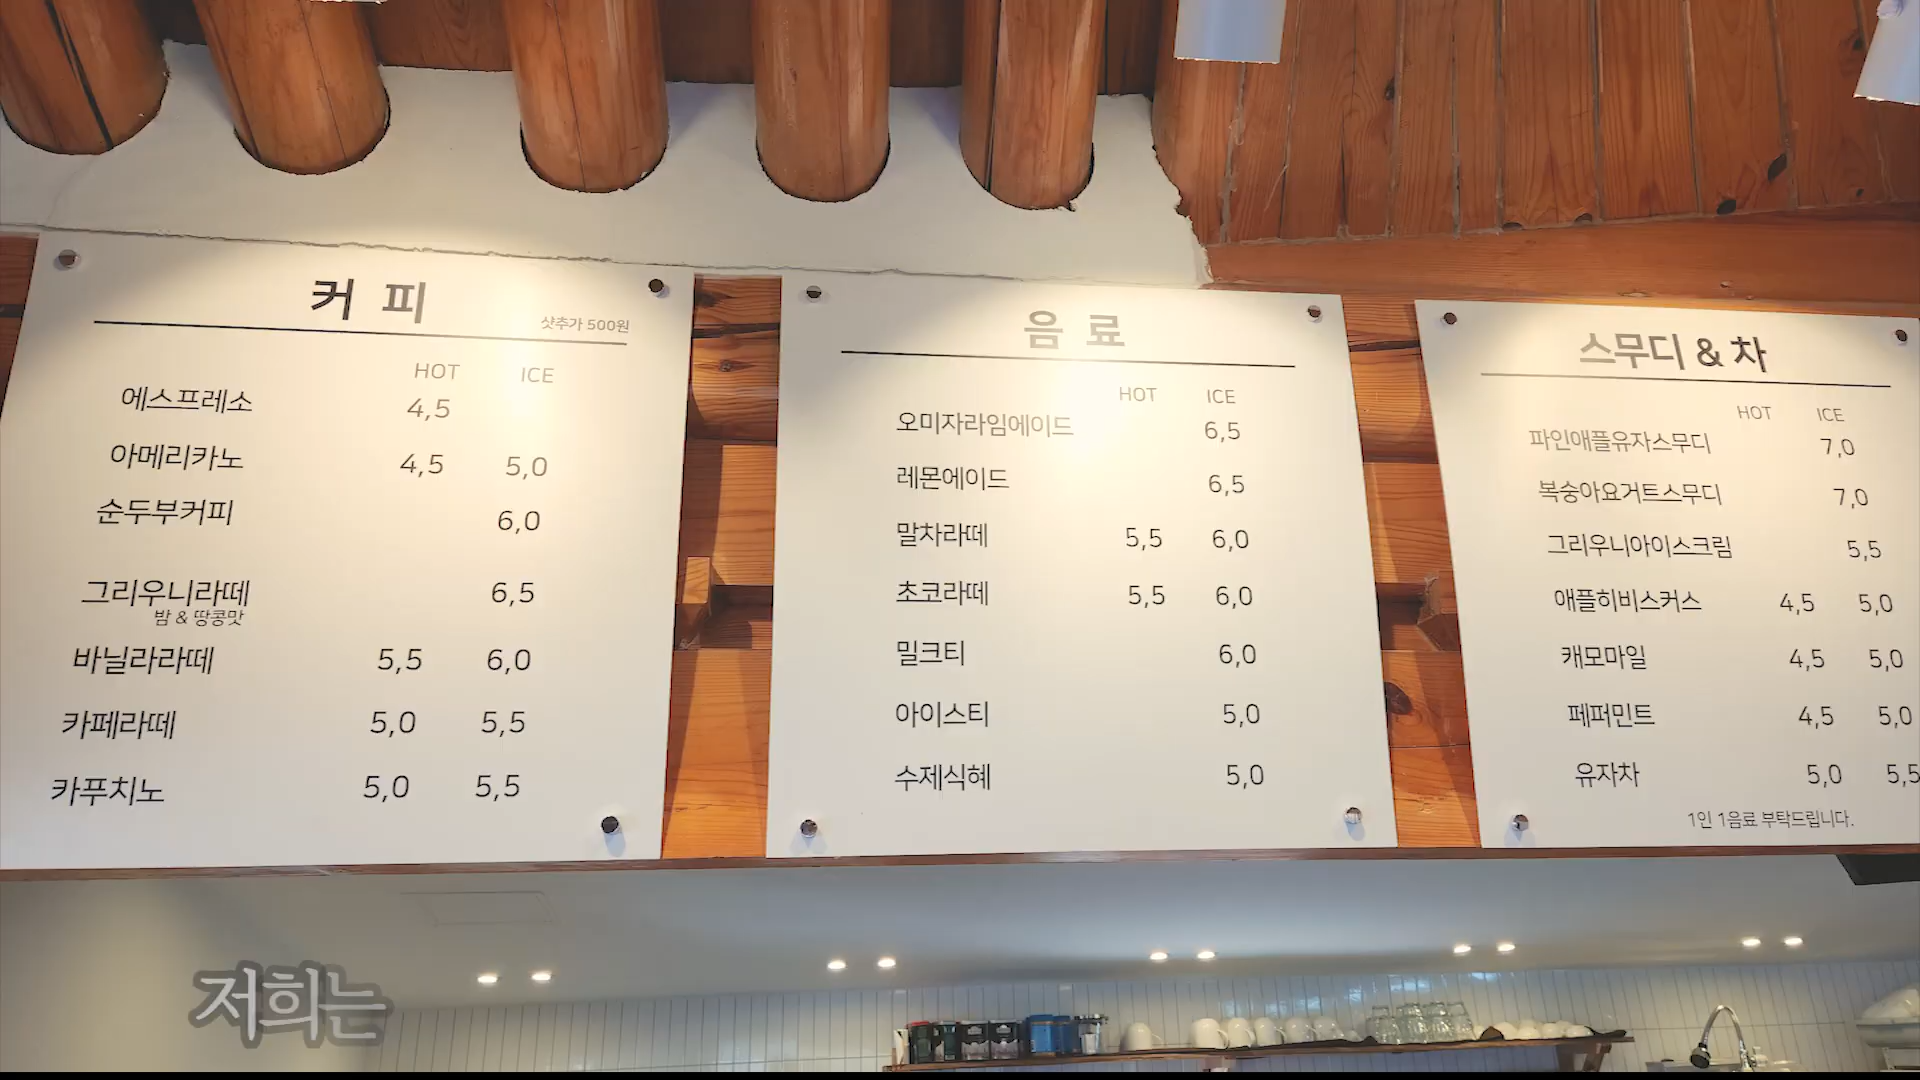 커 피
샷추가 500원
HOT ICE
에스프레소 4,5
아메리카노 4,5 5,0
순두부커피 6,0
그리우니라떼 6,5
밤 & 땅콩맛
바닐라라떼 5,5 6,0
카페라떼 5,0 5,5
카푸치노 5,0 5,5
음 료
HOT ICE
오미자라임에이드 6,5
레몬에이드 6,5
말차라떼 5,5 6,0
초코라떼 5,5 6,0
밀크티 6,0
아이스티 5,0
수제식혜 5,0
스무디 & 차
HOT ICE
파인애플유자스무디 7,0
복숭아요거트스무디 7,0
그리우니아이스크림 5,5
애플히비스커스 4,5 5,0
캐모마일 4,5 5,0
페퍼민트 4,5 5,0
유자차 5,0 5,5
1인 1음료 부탁드립니다.
저희는